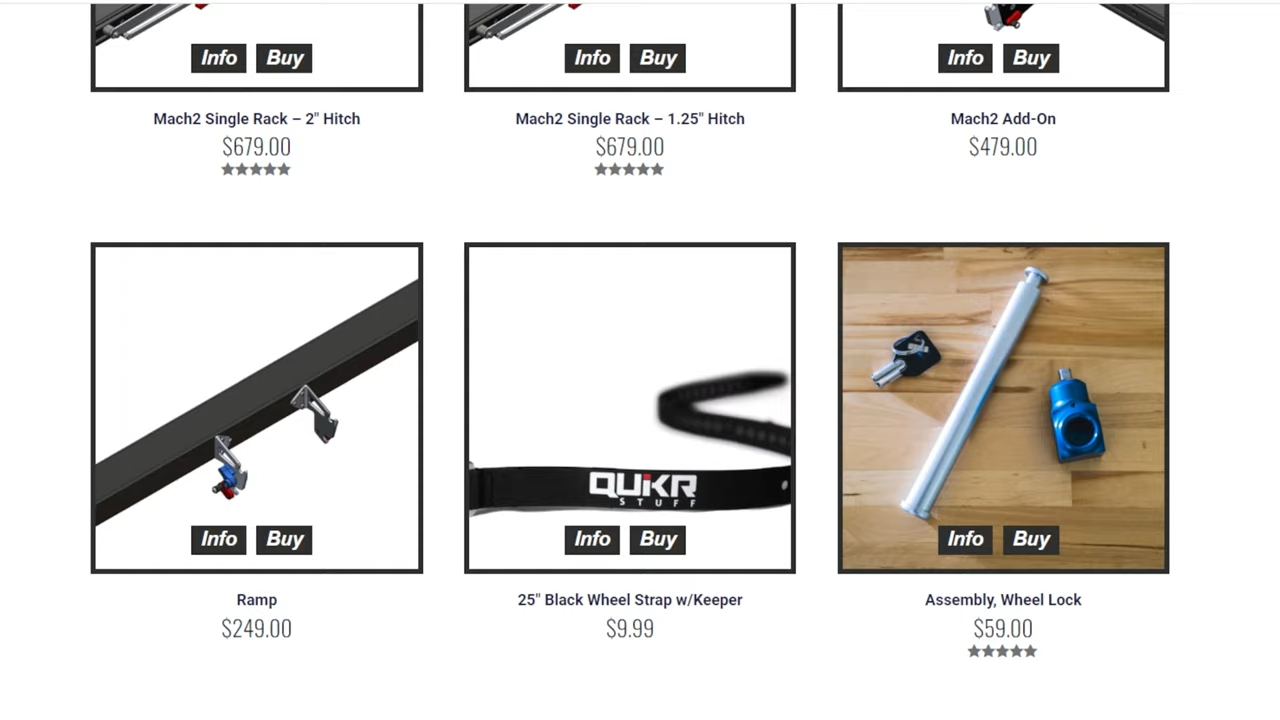 Info Buy
Info Buy
Info Buy
Mach2 Single Rack – 2" Hitch
$679.00
Mach2 Single Rack – 1.25" Hitch
$679.00
Mach2 Add-On
$479.00
QUIKR
STUFF
Info Buy
Info Buy
Info Buy
Ramp
$249.00
25" Black Wheel Strap w/Keeper
$9.99
Assembly, Wheel Lock
$59.00